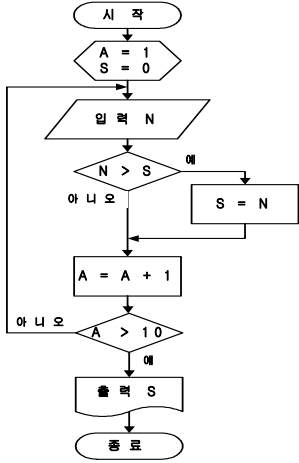 시 작
A = 1
S = 0
입 력 N
N > S
예
아 니 오
S = N
A = A + 1
A > 10
아 니 오
예
출 력 S
종 료